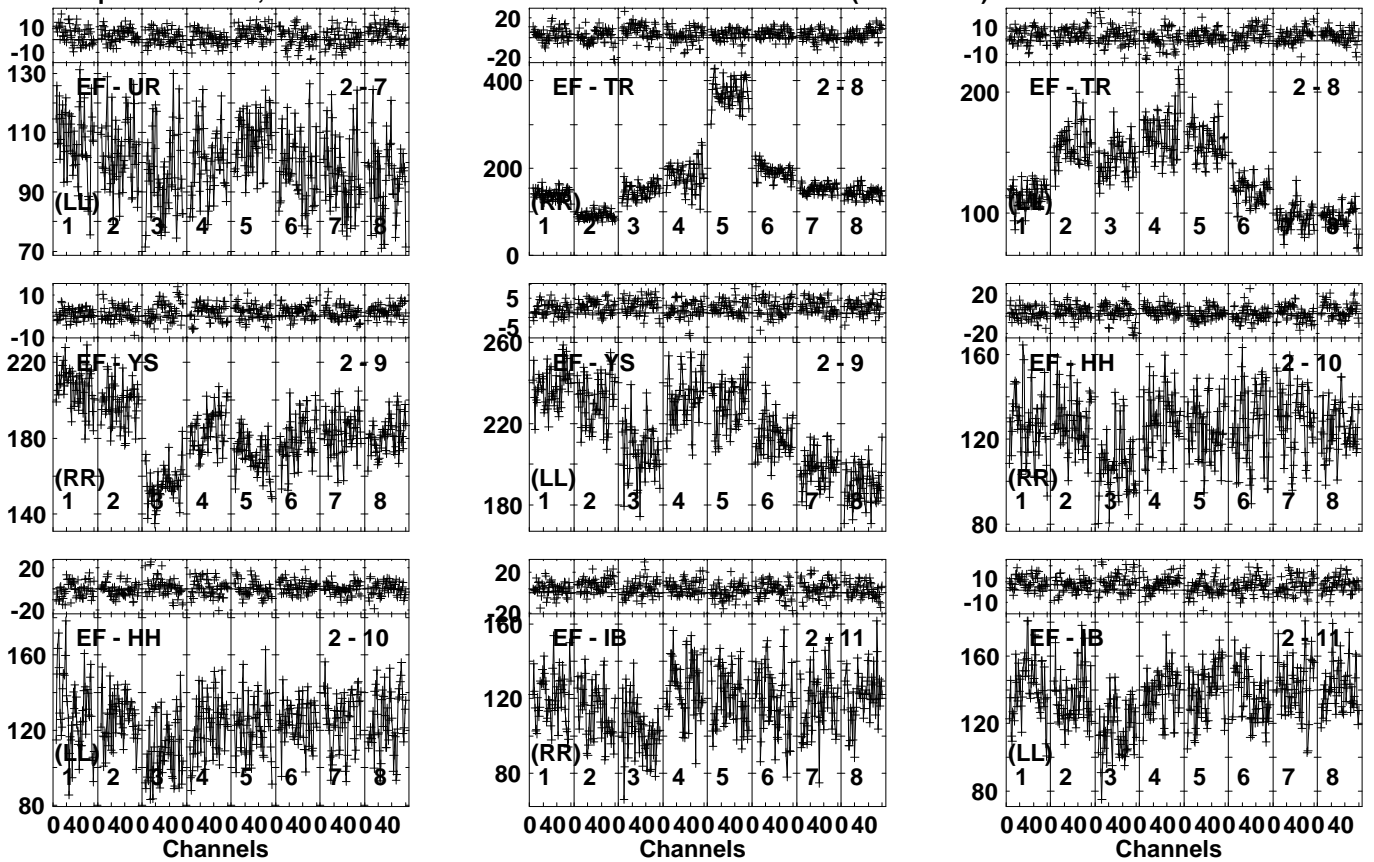 10 20 10
-10 -20 -10
130 EF - UR 2 - 7 400 EF - TR 2 - 8 200 EF - TR 2 - 8
110
90 200
(LL) (RR) (LL)
1 2 3 4 5 6 7 8 1 2 3 4 5 6 7 8 100 1 2 3 4 5 6 7 8
70 0
10 5 20
-10 -5 -20
220 EF - YS 2 - 9 260 EF - YS 2 - 9 160 EF - HH 2 - 10
180 220 120
(RR) (LL) (RR)
140 1 2 3 4 5 6 7 8 180 1 2 3 4 5 6 7 8 80 1 2 3 4 5 6 7 8
20 20 10
-20 -20 -10
160 EF - HH 2 - 10 160 EF - IB 2 - 11 160 EF - IB 2 - 11
120 120 120
(LL) (RR) (LL)
80 1 2 3 4 5 6 7 8 80 1 2 3 4 5 6 7 8 80 1 2 3 4 5 6 7 8
0 40 0 40 0 40 0 40 0 40 0 40 0 40 0 40 0 40 0 40 0 40 0 40 0 40 0 40 0 40 0 40 0 40 0 40 0 40 0 40 0 40 0 40 0 40 0 40
Channels Channels Channels